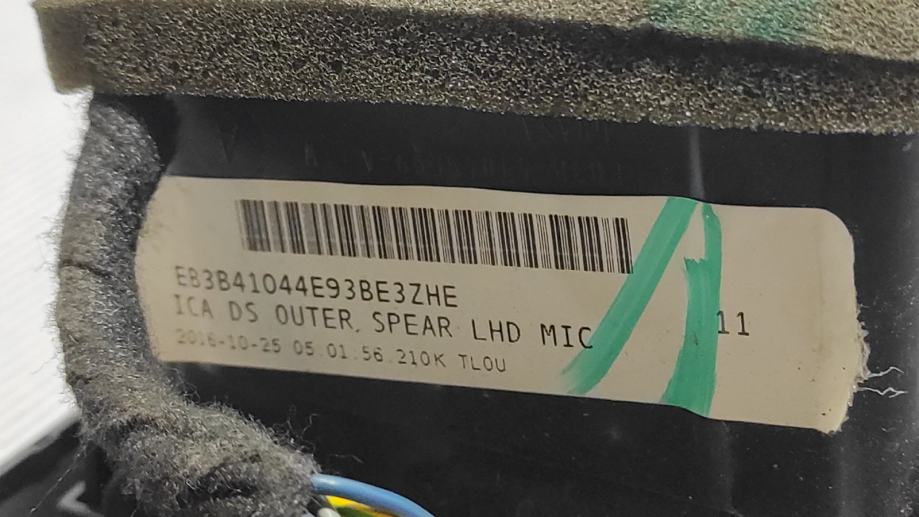 EB3B41044E93BE3ZHE
ICA DS OUTER, SPEAR LHD MIC 11
2016-10-25 05.01.56.210K TLOU